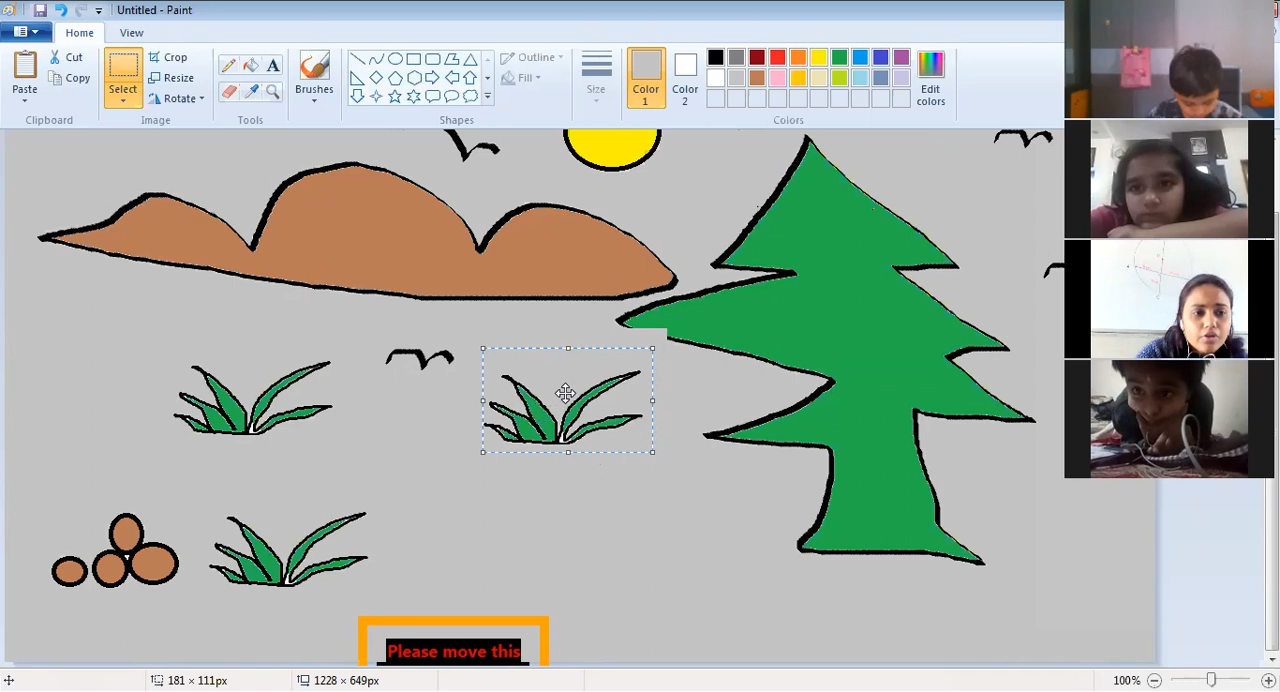 Untitled - Paint
Home
View
Paste
Cut
Copy
Clipboard
Select
Crop
Resize
Rotate
Image
A
Tools
Brushes
Outline
Fill
Shapes
Size
Color 1
Color 2
Edit colors
Colors
Please move this
181 × 111px
1228 × 649px
100%